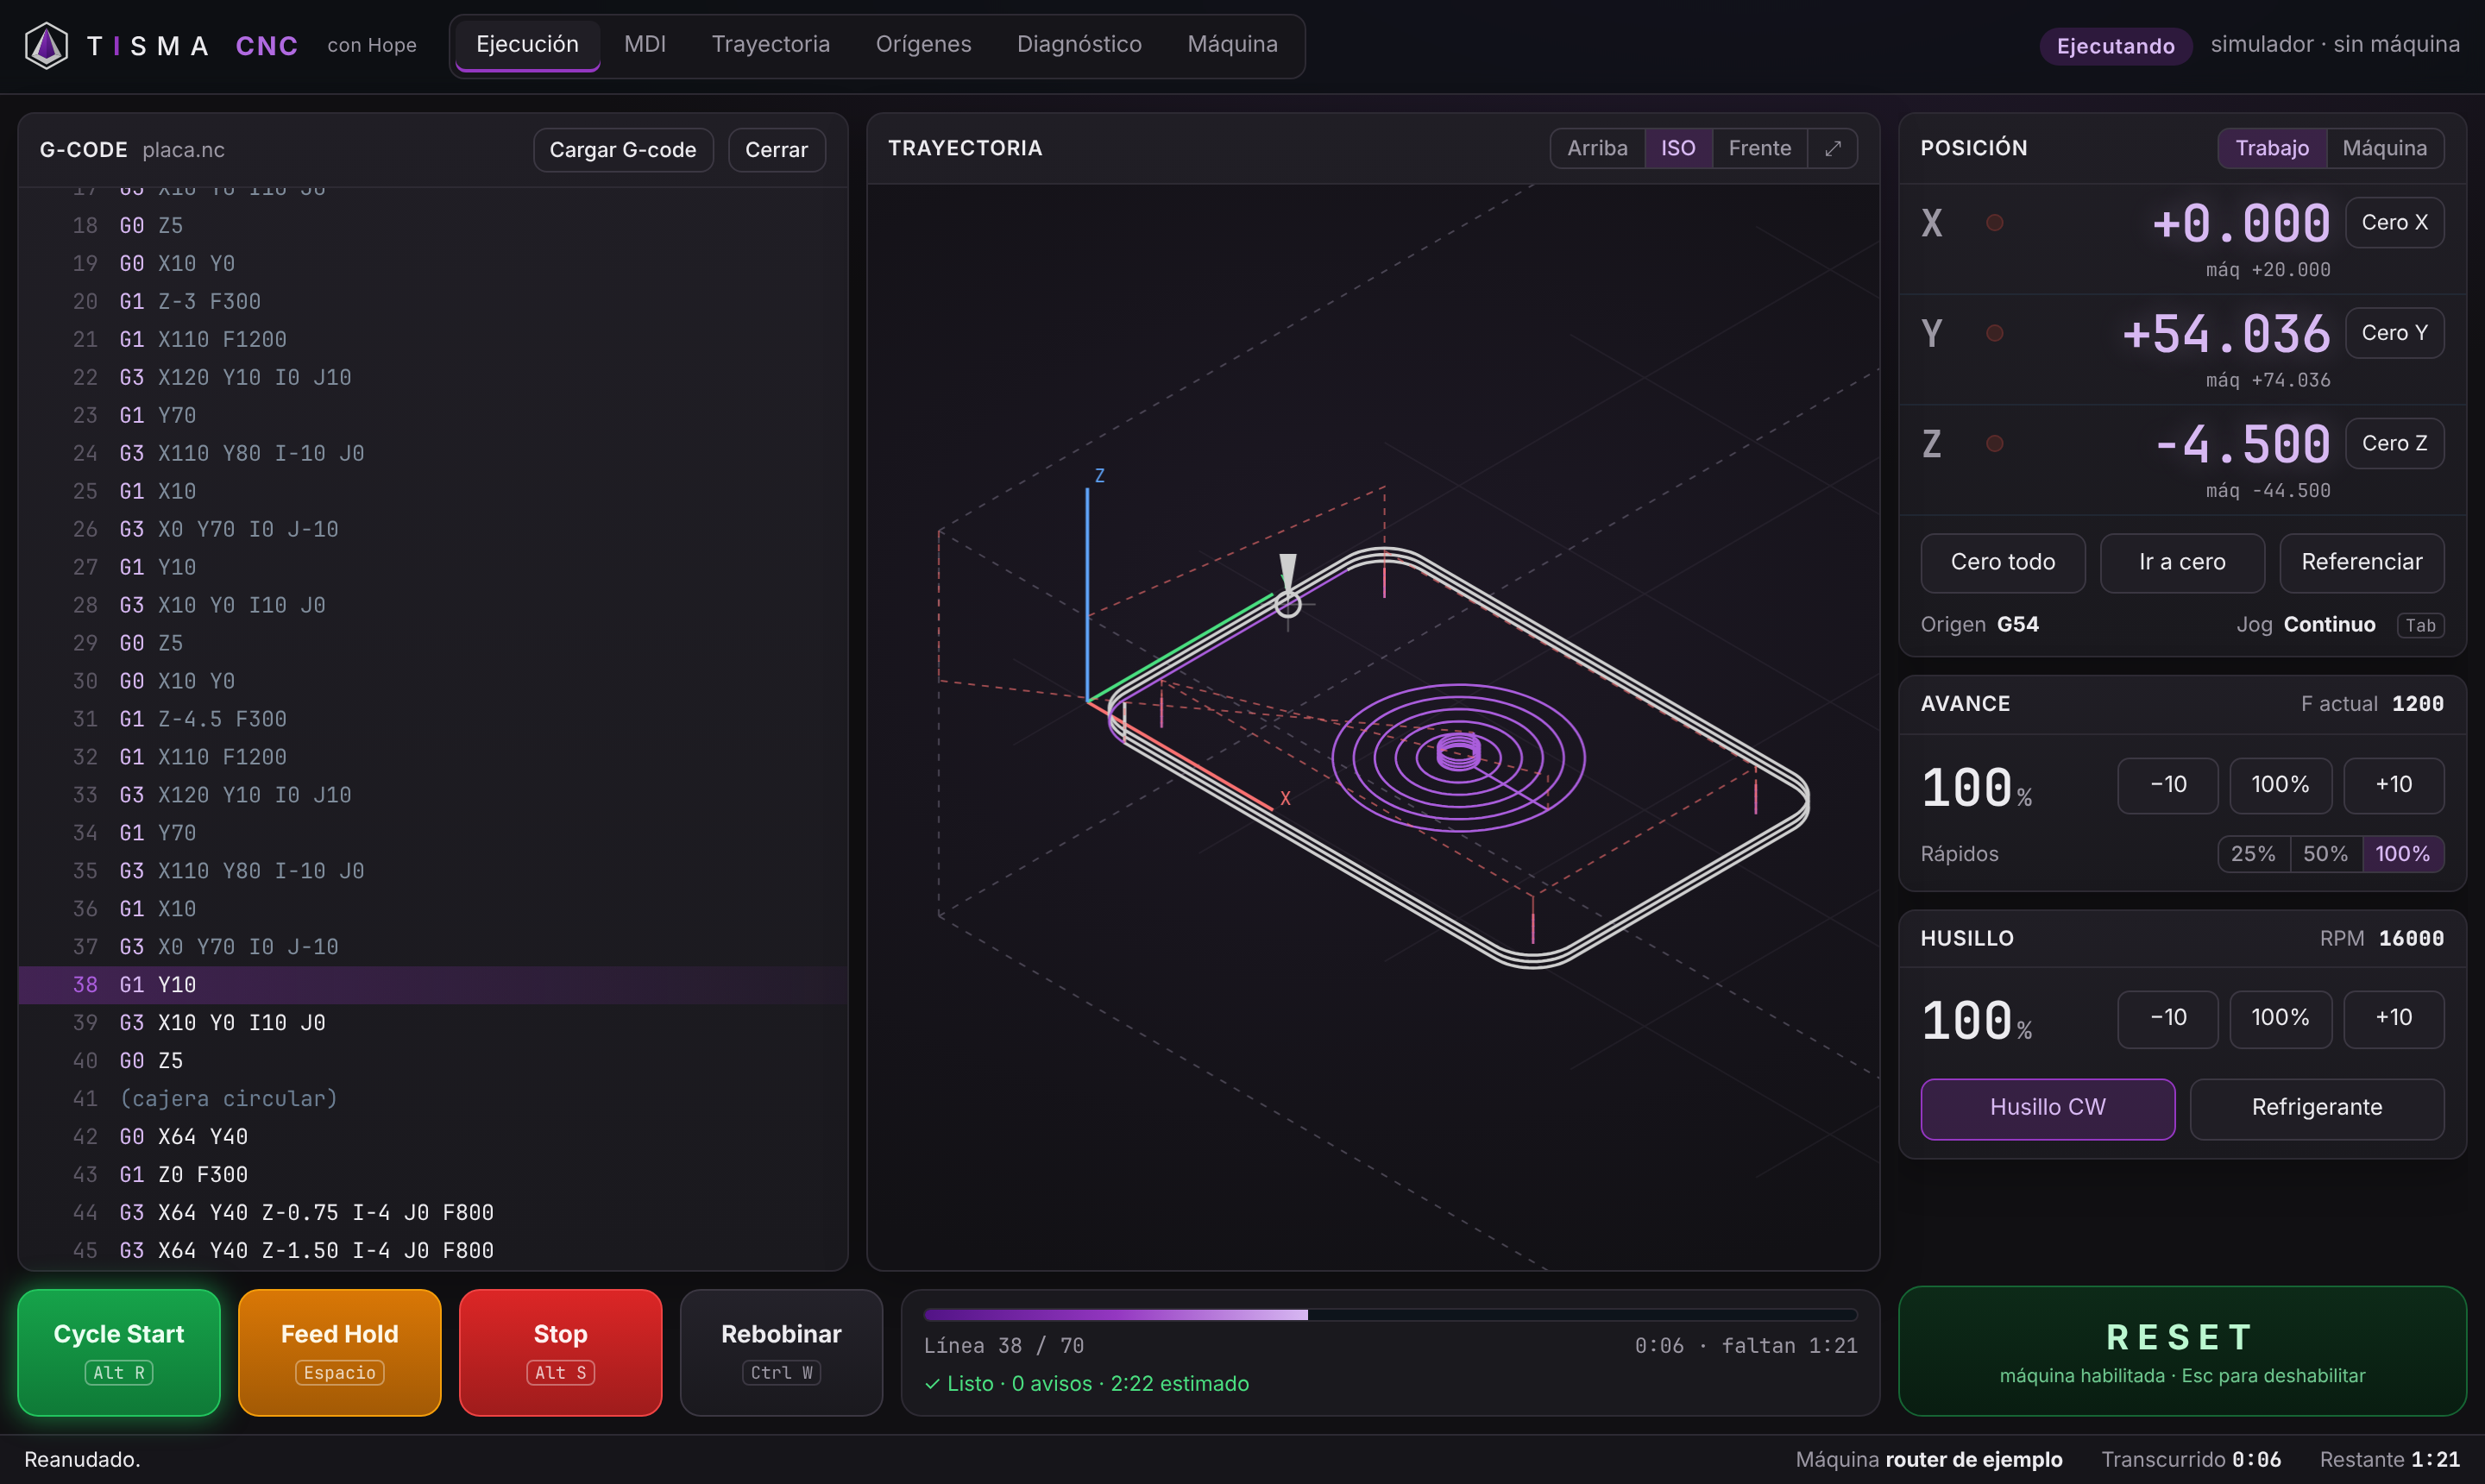 TISMA CNC con Hope
Ejecución MDI Trayectoria Orígenes Diagnóstico Máquina
Ejecutando simulador · sin máquina
G-CODE placa.nc Cargar G-code Cerrar
17 G3 X10 Y0 I10 J0
18 G0 Z5
19 G0 X10 Y0
20 G1 Z-3 F300
21 G1 X110 F1200
22 G3 X120 Y10 I0 J10
23 G1 Y70
24 G3 X110 Y80 I-10 J0
25 G1 X10
26 G3 X0 Y70 I0 J-10
27 G1 Y10
28 G3 X10 Y0 I10 J0
29 G0 Z5
30 G0 X10 Y0
31 G1 Z-4.5 F300
32 G1 X110 F1200
33 G3 X120 Y10 I0 J10
34 G1 Y70
35 G3 X110 Y80 I-10 J0
36 G1 X10
37 G3 X0 Y70 I0 J-10
38 G1 Y10
39 G3 X10 Y0 I10 J0
40 G0 Z5
41 (cajera circular)
42 G0 X64 Y40
43 G1 Z0 F300
44 G3 X64 Y40 Z-0.75 I-4 J0 F800
45 G3 X64 Y40 Z-1.50 I-4 J0 F800
TRAYECTORIA Arriba ISO Frente
Z
X
POSICIÓN Trabajo Máquina
X +0.000 Cero X
máq +20.000
Y +54.036 Cero Y
máq +74.036
Z -4.500 Cero Z
máq -44.500
Cero todo Ir a cero Referenciar
Origen G54 Jog Continuo Tab
AVANCE F actual 1200
100% −10 100% +10
Rápidos 25% 50% 100%
HUSILLO RPM 16000
100% −10 100% +10
Husillo CW Refrigerante
Cycle Start
Alt R
Feed Hold
Espacio
Stop
Alt S
Rebobinar
Ctrl W
Línea 38 / 70 0:06 · faltan 1:21
✓ Listo · 0 avisos · 2:22 estimado
RESET
máquina habilitada · Esc para deshabilitar
Reanudado. Máquina router de ejemplo Transcurrido 0:06 Restante 1:21